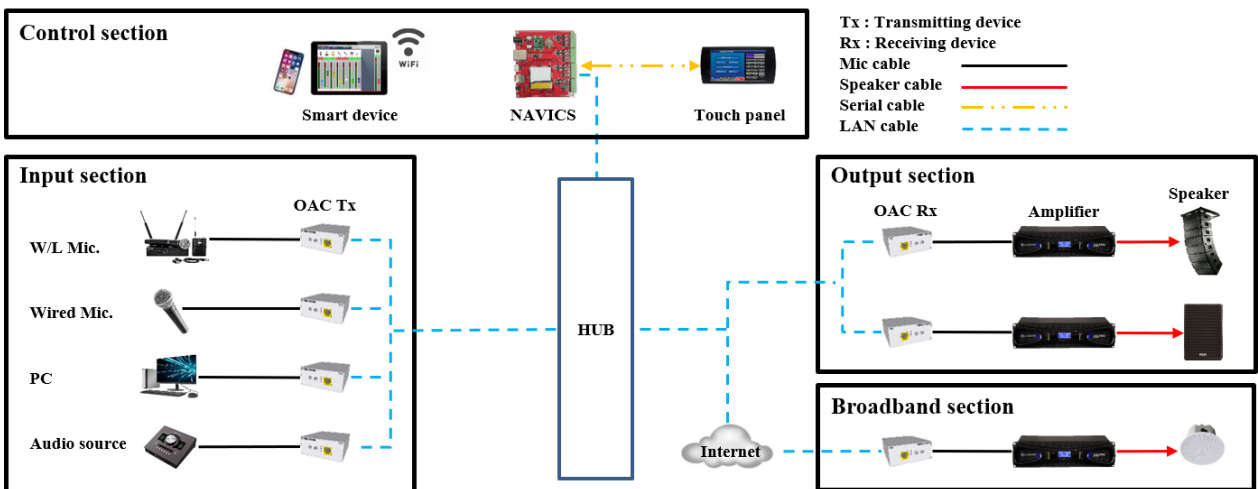 Control section
WiFi
Smart device
NAVICS
Touch panel
Tx : Transmitting device
Rx : Receiving device
Mic cable
Speaker cable
Serial cable
LAN cable
Input section
OAC Tx
W/L Mic.
Wired Mic.
PC
Audio source
HUB
Internet
Output section
OAC Rx
Amplifier
Speaker
Broadband section